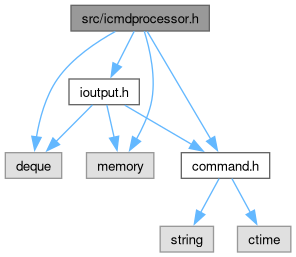 src/icmdprocessor.h
ioutput.h
deque
memory
command.h
string
ctime